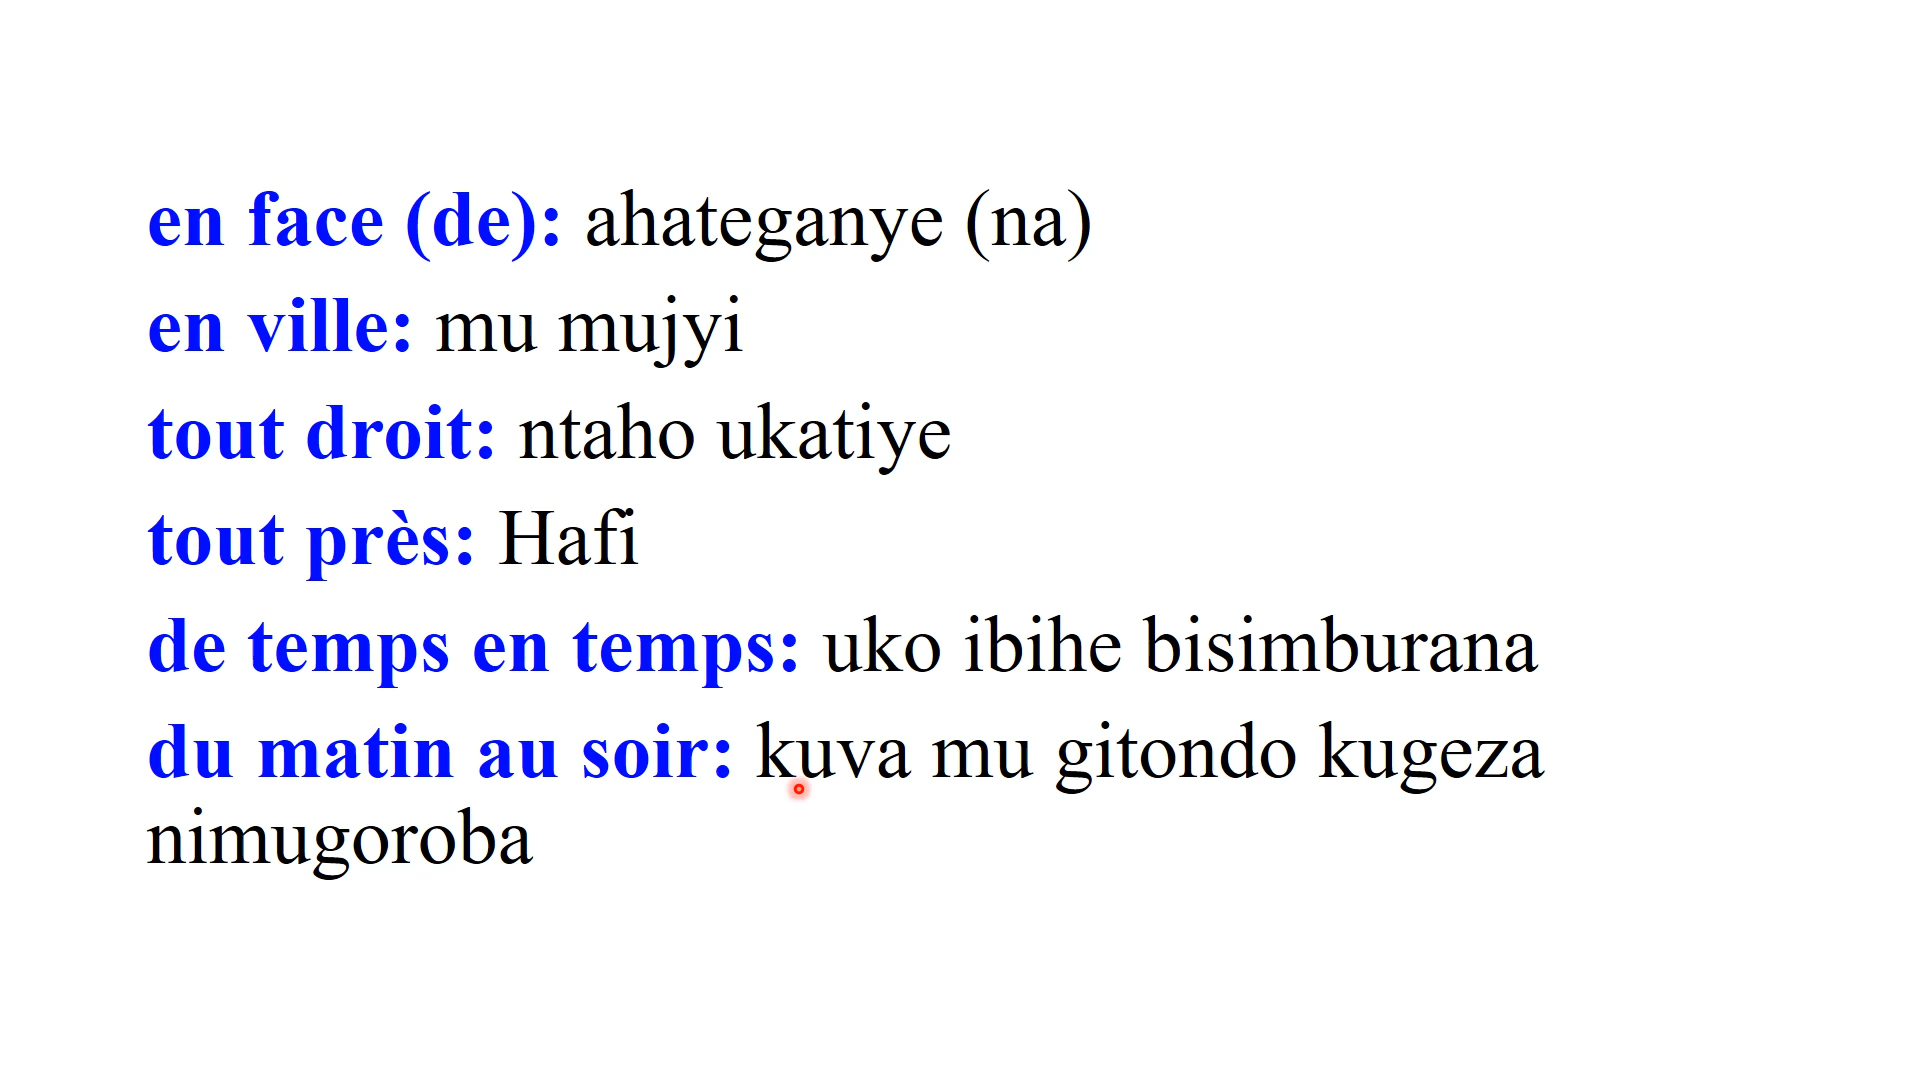 en face (de): ahateganye (na)
en ville: mu mujyi
tout droit: ntaho ukatiye
tout près: Hafi
de temps en temps: uko ibihe bisimburana
du matin au soir: kuva mu gitondo kugeza
nimugoroba